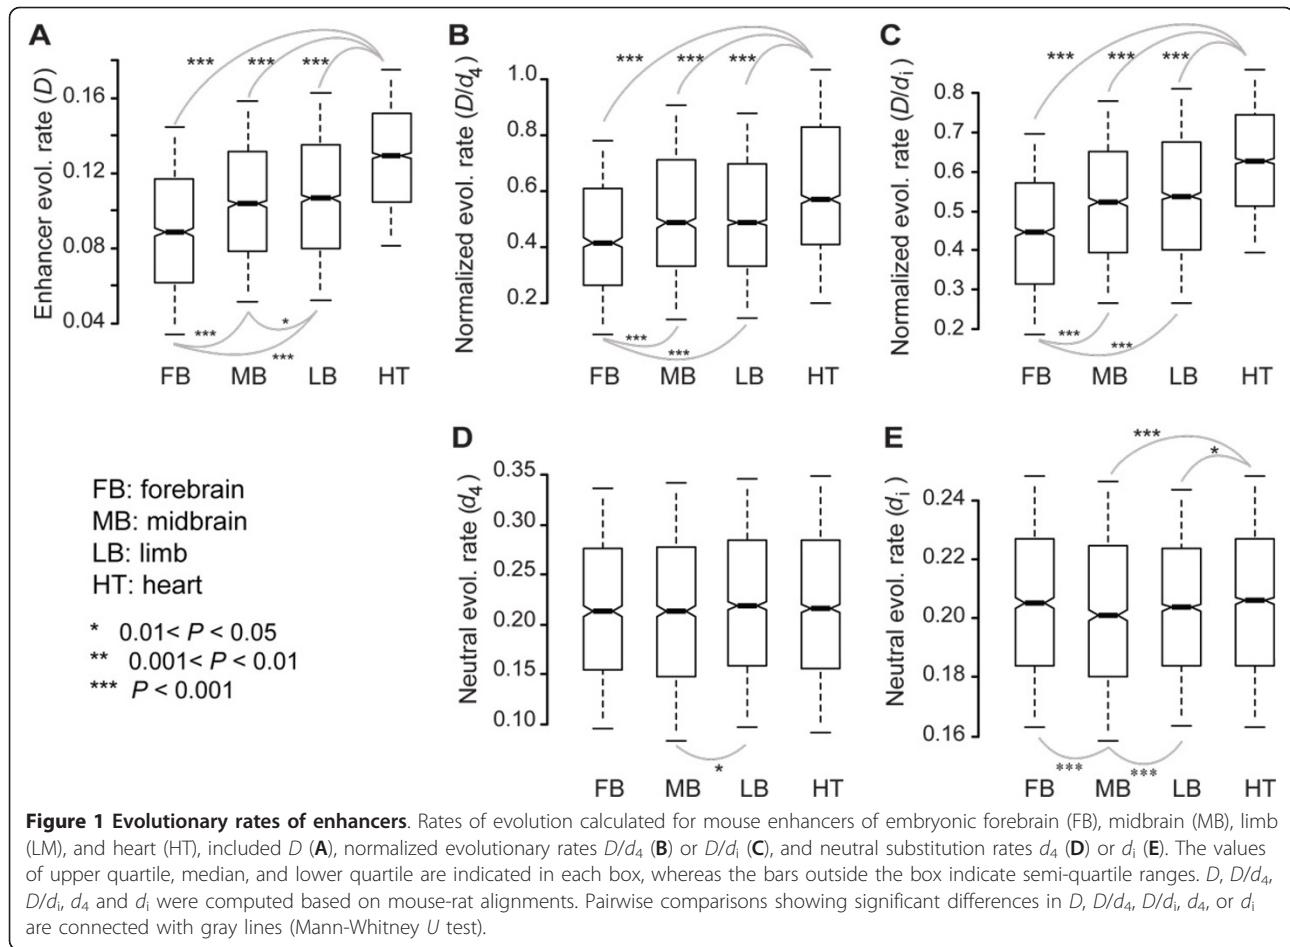 A
***
***
***
Enhancer evol. rate (D)
0.16
0.12
0.08
0.04
***
*
***
FB
MB
LB
HT
B
***
***
***
Normalized evol. rate (D/d4)
1.0
0.8
0.6
0.4
0.2
***
***
FB
MB
LB
HT
C
***
***
***
Normalized evol. rate (D/di)
0.8
0.7
0.6
0.5
0.4
0.3
0.2
***
***
FB
MB
LB
HT
FB: forebrain
MB: midbrain
LB: limb
HT: heart
* 0.01< P < 0.05
** 0.001< P < 0.01
*** P < 0.001
D
Neutral evol. rate (d4)
0.35
0.30
0.25
0.20
0.15
0.10
*
FB
MB
LB
HT
E
***
*
Neutral evol. rate (di)
0.24
0.22
0.20
0.18
0.16
***
***
FB
MB
LB
HT
Figure 1 Evolutionary rates of enhancers. Rates of evolution calculated for mouse enhancers of embryonic forebrain (FB), midbrain (MB), limb
(LM), and heart (HT), included D (A), normalized evolutionary rates D/d4 (B) or D/di (C), and neutral substitution rates d4 (D) or di (E). The values
of upper quartile, median, and lower quartile are indicated in each box, whereas the bars outside the box indicate semi-quartile ranges. D, D/d4,
D/di, d4 and di were computed based on mouse-rat alignments. Pairwise comparisons showing significant differences in D, D/d4, D/di, d4, or di
are connected with gray lines (Mann-Whitney U test).